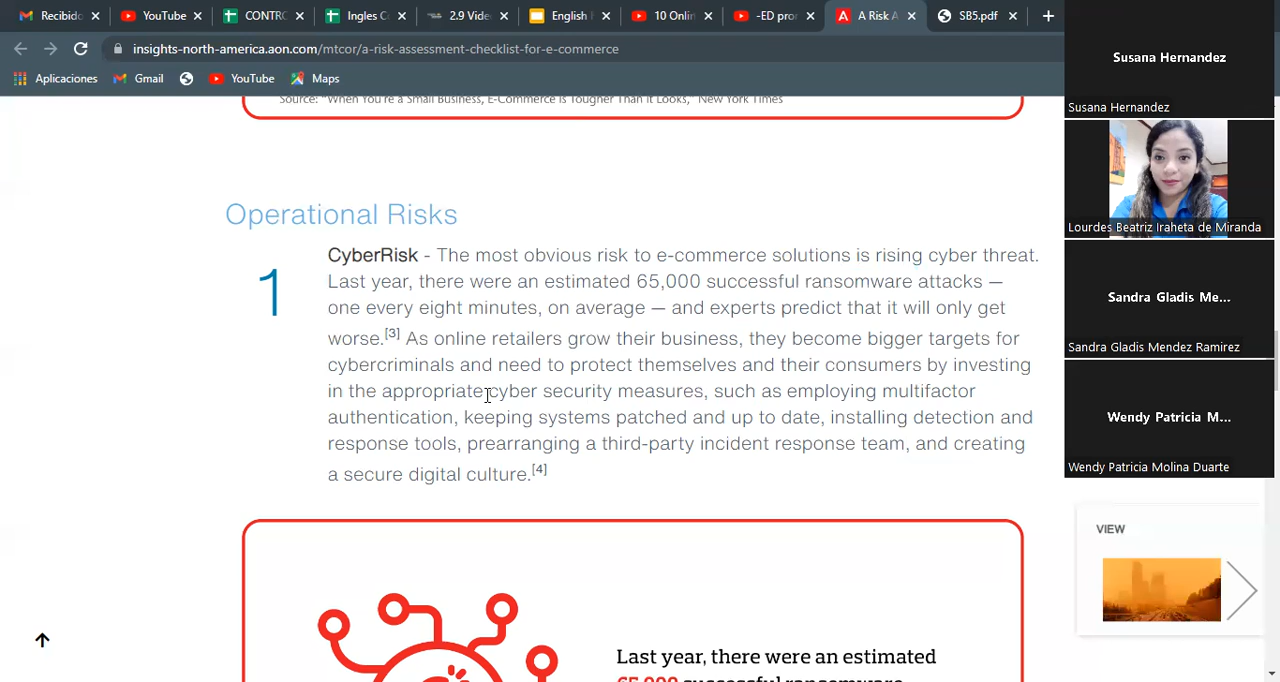 Recibido
YouTube
CONTRO
Ingles C
2.9 Vide
English
10 Onlin
-ED pro
A Risk A
SB5.pdf
insights-north-america.aon.com/mtcor/a-risk-assessment-checklist-for-e-commerce
Aplicaciones
Gmail
YouTube
Maps
Source: "When You're a Small Business, E-Commerce is Tougher Than It Looks," New York Times
Operational Risks
1
CyberRisk - The most obvious risk to e-commerce solutions is rising cyber threat.
Last year, there were an estimated 65,000 successful ransomware attacks —
one every eight minutes, on average — and experts predict that it will only get
worse.[3] As online retailers grow their business, they become bigger targets for
cybercriminals and need to protect themselves and their consumers by investing
in the appropriate cyber security measures, such as employing multifactor
authentication, keeping systems patched and up to date, installing detection and
response tools, prearranging a third-party incident response team, and creating
a secure digital culture.[4]
Last year, there were an estimated
65,000 successful ransomware
Susana Hernandez
Susana Hernandez
Lourdes Beatriz Iraheta de Miranda
Sandra Gladis Me...
Sandra Gladis Mendez Ramirez
Wendy Patricia M...
Wendy Patricia Molina Duarte
VIEW